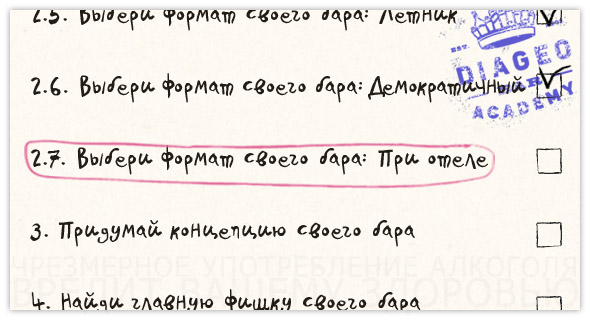 2.5. Выбери формат своего бара: Летник
2.6. Выбери формат своего бара: Демократичный
EST.
DIAGEO
BAR
ACADEMY
2.7. Выбери формат своего бара: При отеле
3. Придумай концепцию своего бара
ЧРЕЗМЕРНОЕ УПОТРЕБЛЕНИЕ АЛКОГОЛЯ
ВРЕДИТ ВАШЕМУ ЗДОРОВЬЮ
4. Найди главную фишку своего бара